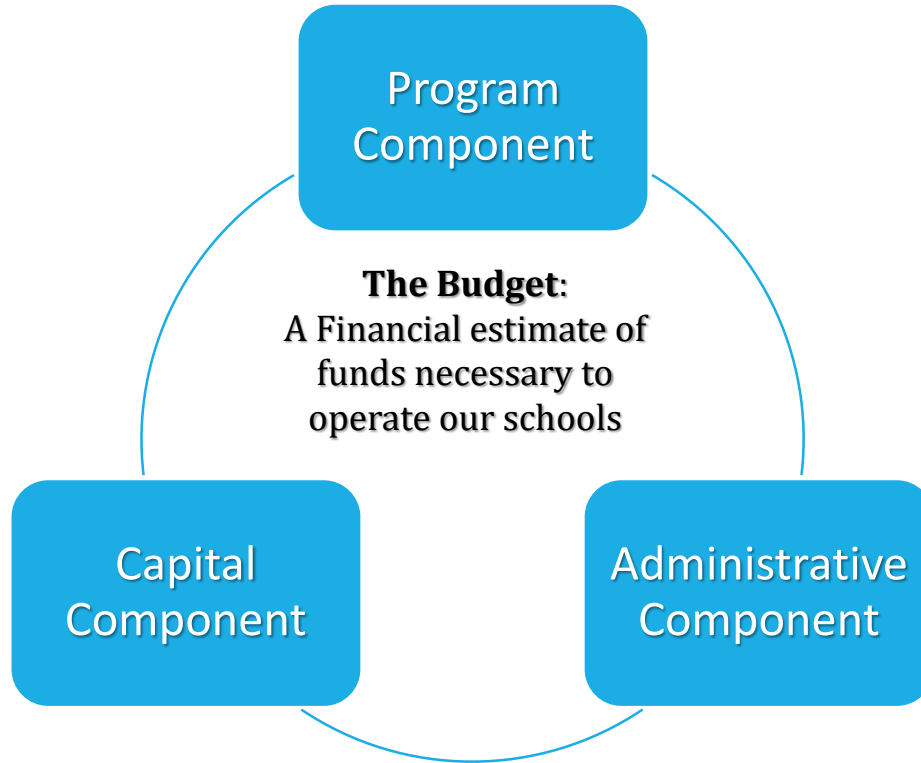 Program
Component
The Budget:
A Financial estimate of
funds necessary to
operate our schools
Capital
Component
Administrative
Component